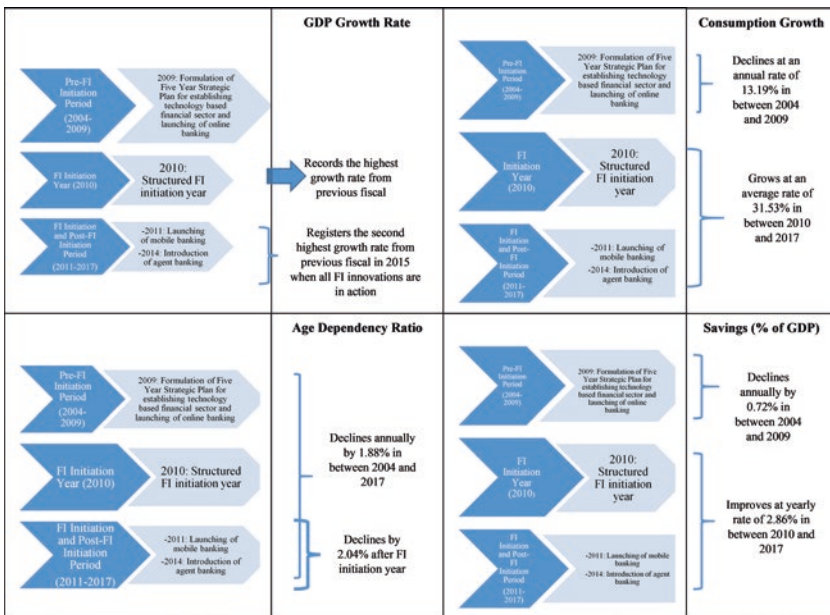 GDP Growth Rate
Pre-FI
Initiation
Period
(2004-
2009)
2009: Formulation of Five
Year Strategic Plan for
establishing technology
based financial sector and
launching of online
banking
FI Initiation
Year (2010)
2010:
Structured FI
initiation year
Records the highest
growth rate from
previous fiscal
FI Initiation
and Post-FI
Initiation
Period
(2011-2017)
-2011: Launching
of mobile banking
-2014: Introduction
of agent banking
Registers the second
highest growth rate from
previous fiscal in 2015
when all FI innovations are
in action
Consumption Growth
Pre-FI
Initiation
Period
(2004-
2009)
2009: Formulation of Five
Year Strategic Plan for
establishing technology
based financial sector and
launching of online
banking
Declines at an
annual rate of
13.19% in
between 2004
and 2009
FI
Initiation
Year
(2010)
2010:
Structured FI
initiation year
Grows at an
average rate of
31.53% in
between 2010
and 2017
FI
Initiation
and Post-
FI
Initiation
Period
(2011-
2017)
-2011: Launching of
mobile banking
-2014: Introduction of
agent banking
Age Dependency Ratio
Pre-FI
Initiation
Period
(2004-
2009)
2009: Formulation of Five
Year Strategic Plan for
establishing technology
based financial sector and
launching of online banking
FI Initiation
Year (2010)
2010: Structured
FI initiation year
Declines annually
by 1.88% in
between 2004 and
2017
FI Initiation
and Post-FI
Initiation
Period
(2011-2017)
-2011: Launching of
mobile banking
-2014: Introduction of
agent banking
Declines by
2.04% after FI
initiation year
Savings (% of GDP)
Pre-FI
Initiation
Period
(2004-
2009)
2009: Formulation of Five
Year Strategic Plan for
establishing technology
based financial sector and
launching of online
banking
Declines
annually by
0.72% in
between 2004
and 2009
FI
Initiation
Year
(2010)
2010:
Structured FI
initiation year
Improves at yearly
rate of 2.86% in
between 2010 and
2017
FI
Initiation
and Post-
FI
Initiation
Period
(2011-
2017)
-2011: Launching of mobile
banking
-2014: Introduction of agent
banking